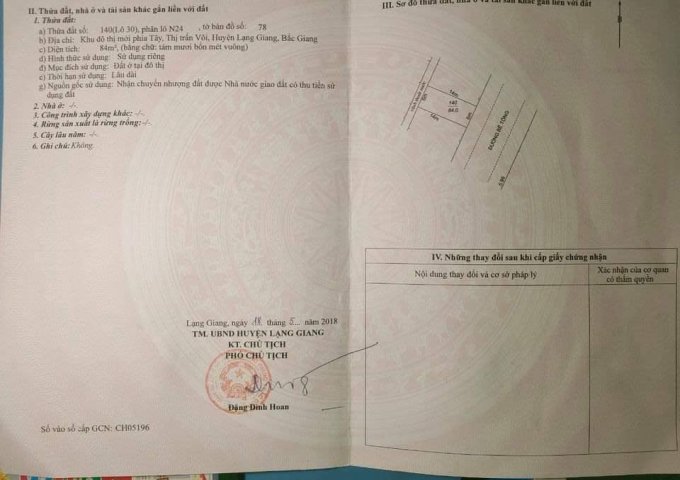 II. Thửa đất, nhà ở và tài sản khác gắn liền với đất
1. Thửa đất:
a) Thửa đất số: 140(Lô 30), phân lô N24 , tờ bản đồ số: 78
b) Địa chỉ: Khu đô thị mới phía Tây, Thị trấn Vôi, Huyện Lạng Giang, Bắc Giang
c) Diện tích: 84m², (bằng chữ: tám mươi bốn mét vuông)
d) Hình thức sử dụng: Sử dụng riêng
đ) Mục đích sử dụng: Đất ở tại đô thị
e) Thời hạn sử dụng: Lâu dài
g) Nguồn gốc sử dụng: Nhận chuyển nhượng đất được Nhà nước giao đất có thu tiền sử
dụng đất
2. Nhà ở: -/-
3. Công trình xây dựng khác: -/-
4. Rừng sản xuất là rừng trồng:-/-
5. Cây lâu năm: -/-
6. Ghi chú:Không.
Lạng Giang, ngày 18 tháng 5 năm 2018
TM. UBND HUYỆN LẠNG GIANG
KT. CHỦ TỊCH
PHÓ CHỦ TỊCH
Đặng Đình Hoan
Số vào sổ cấp GCN: CH05196
III. Sơ đồ thửa đất, nhà ở và tài sản khác gắn liền với đất
B
14m
6m
140
84.0
6m
14m
ĐƯỜNG BÊ TÔNG
IV. Những thay đổi sau khi cấp giấy chứng nhận
Nội dung thay đổi và cơ sở pháp lý
Xác nhận của cơ quan
có thẩm quyền